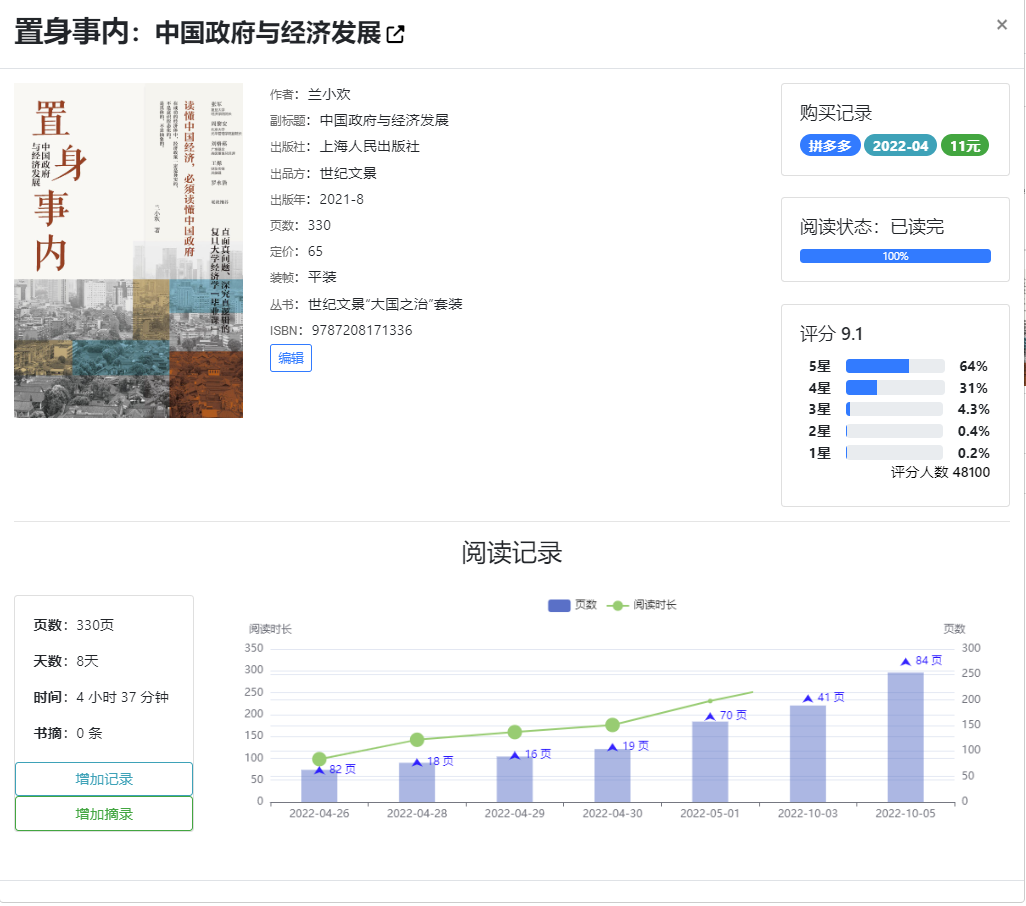 置身事内：中国政府与经济发展
×
置身事内
中国政府
与经济发展
读懂中国经济，必须读懂中国政府
直面真问题、深究真逻辑的
复旦大学经济学“毕业课”
作者：兰小欢
副标题：中国政府与经济发展
出版社：上海人民出版社
出品方：世纪文景
出版年：2021-8
页数：330
定价：65
装帧：平装
丛书：世纪文景“大国之治”套装
ISBN：9787208171336
编辑
购买记录
拼多多 2022-04 11元
阅读状态：已读完
100%
评分 9.1
5星 64%
4星 31%
3星 4.3%
2星 0.4%
1星 0.2%
评分人数 48100
阅读记录
页数：330页
天数：8天
时间：4 小时 37 分钟
书摘：0 条
增加记录
增加摘录
页数 阅读时长
阅读时长 页数
350 300
300 250
250 200
200 150
150 100
100 50
50 0
0
82 页 18 页 16 页 19 页 70 页 41 页 84 页
2022-04-26 2022-04-28 2022-04-29 2022-04-30 2022-05-01 2022-10-03 2022-10-05